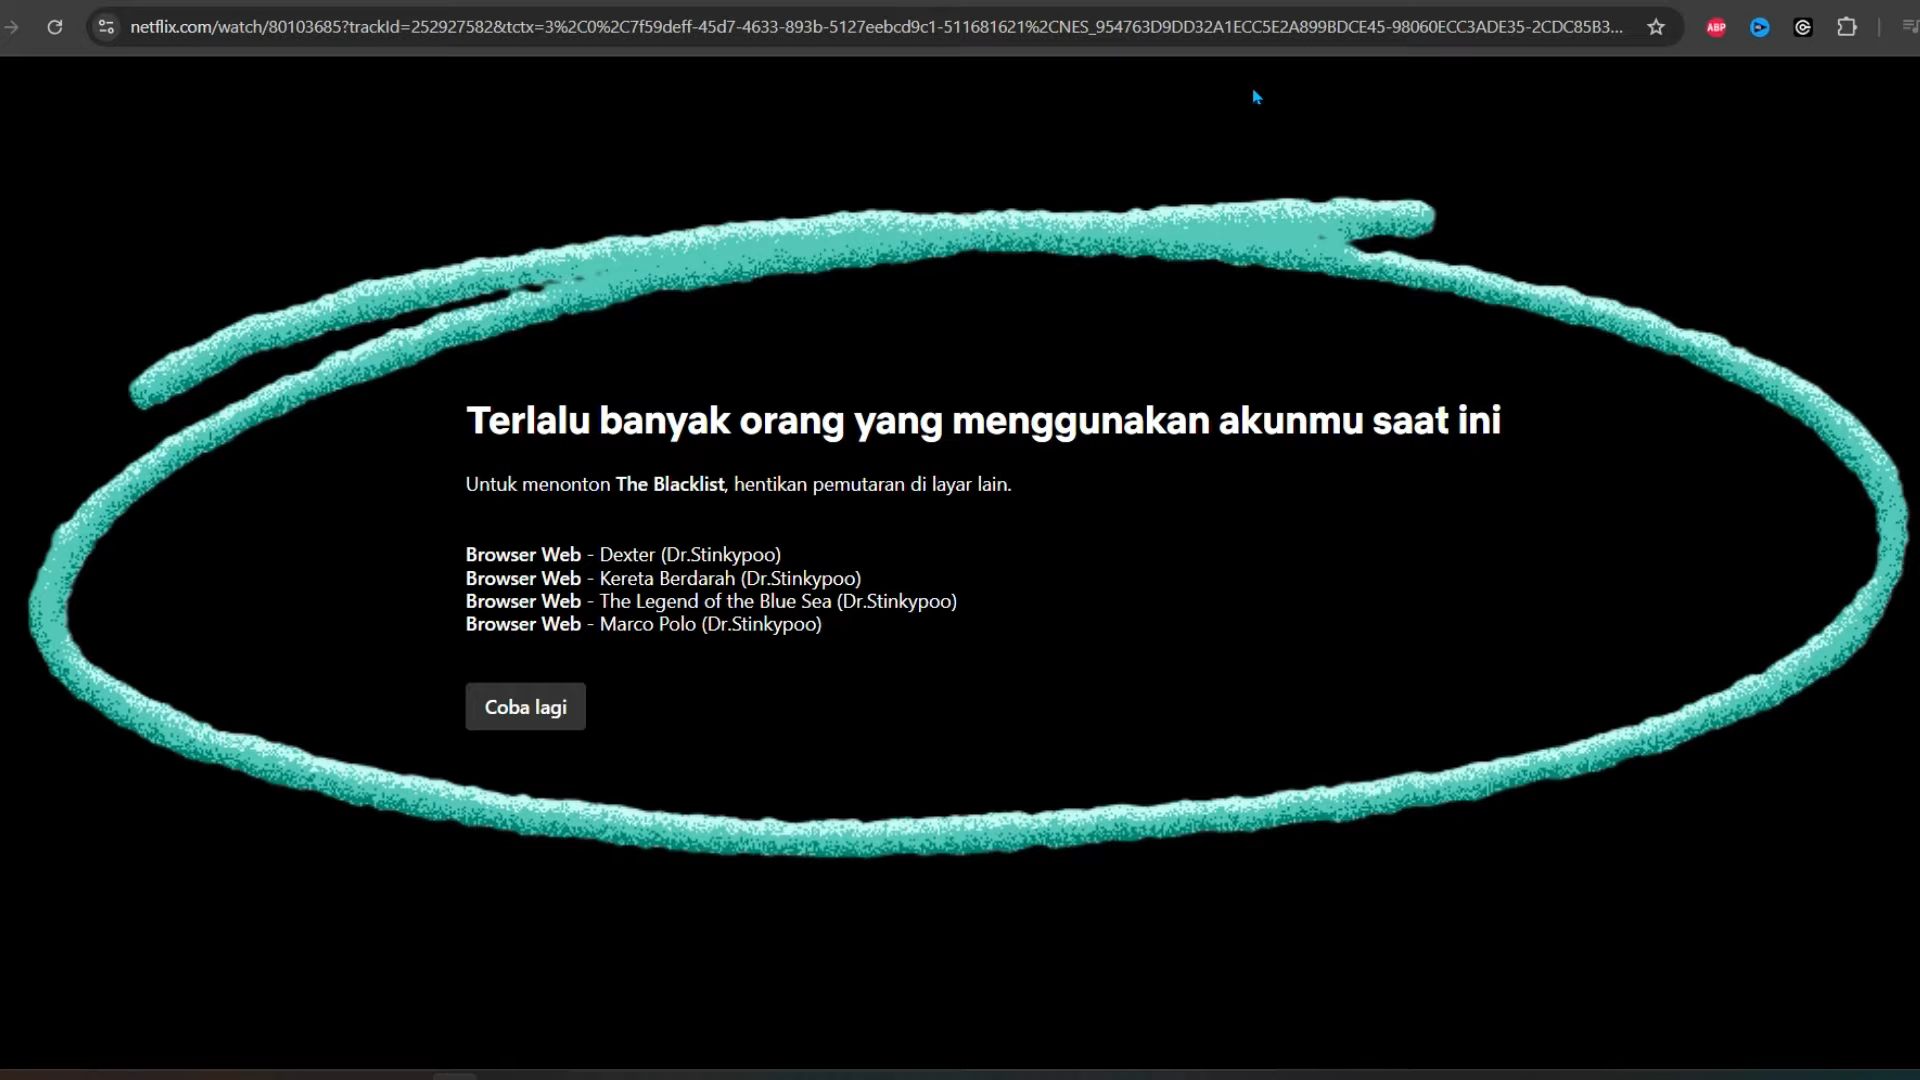 netflix.com/watch/80103685?trackId=252927582&tctx=3%2C0%2C7f59deff-45d7-4633-893b-5127eebcd9c1-511681621%2CNES_954763D9DD32A1ECC5E2A899BDCE45-98060ECC3ADE35-2CDC85B3...
ABP
Terlalu banyak orang yang menggunakan akunmu saat ini
Untuk menonton The Blacklist, hentikan pemutaran di layar lain.
Browser Web - Dexter (Dr.Stinkypoo)
Browser Web - Kereta Berdarah (Dr.Stinkypoo)
Browser Web - The Legend of the Blue Sea (Dr.Stinkypoo)
Browser Web - Marco Polo (Dr.Stinkypoo)
Coba lagi